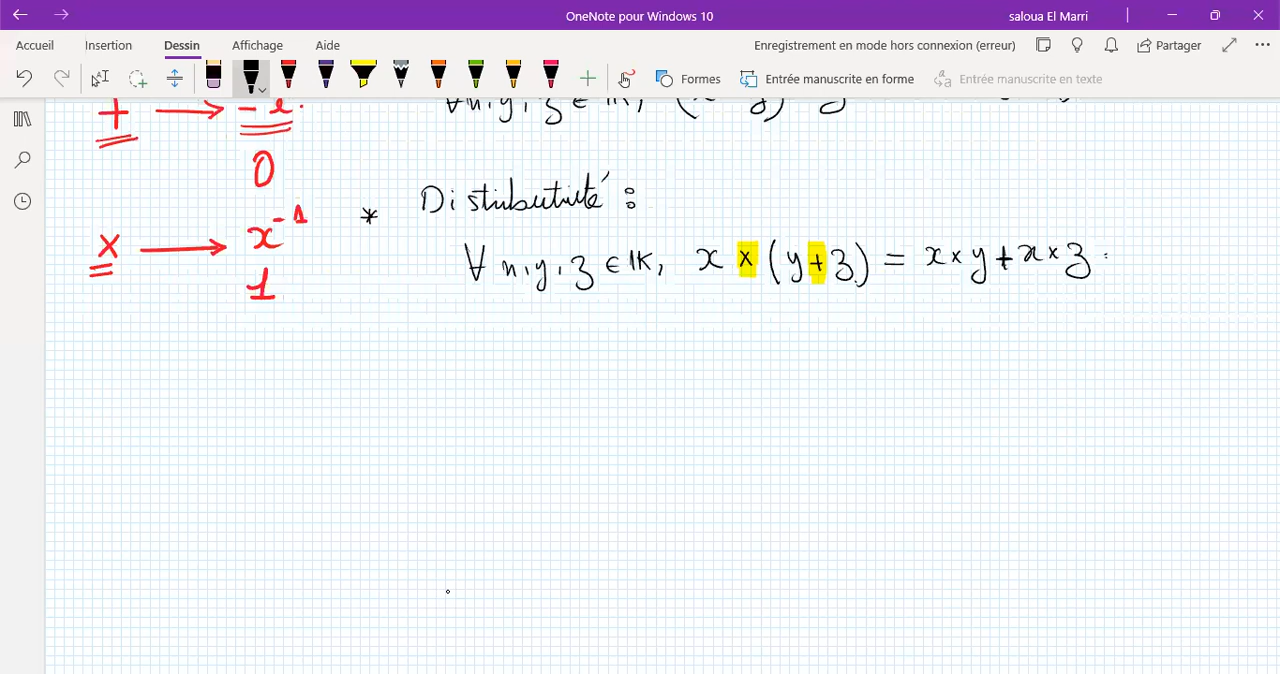 OneNote pour Windows 10
saloua El Marri
Accueil Insertion Dessin Affichage Aide
Enregistrement en mode hors connexion (erreur)
Partager
Formes
Entrée manuscrite en forme
Entrée manuscrite en texte
+ → - x.
0
× → x⁻¹
1
* Distributivité :
∀ x, y, z ∈ IK, x × (y + z) = x × y + x × z .